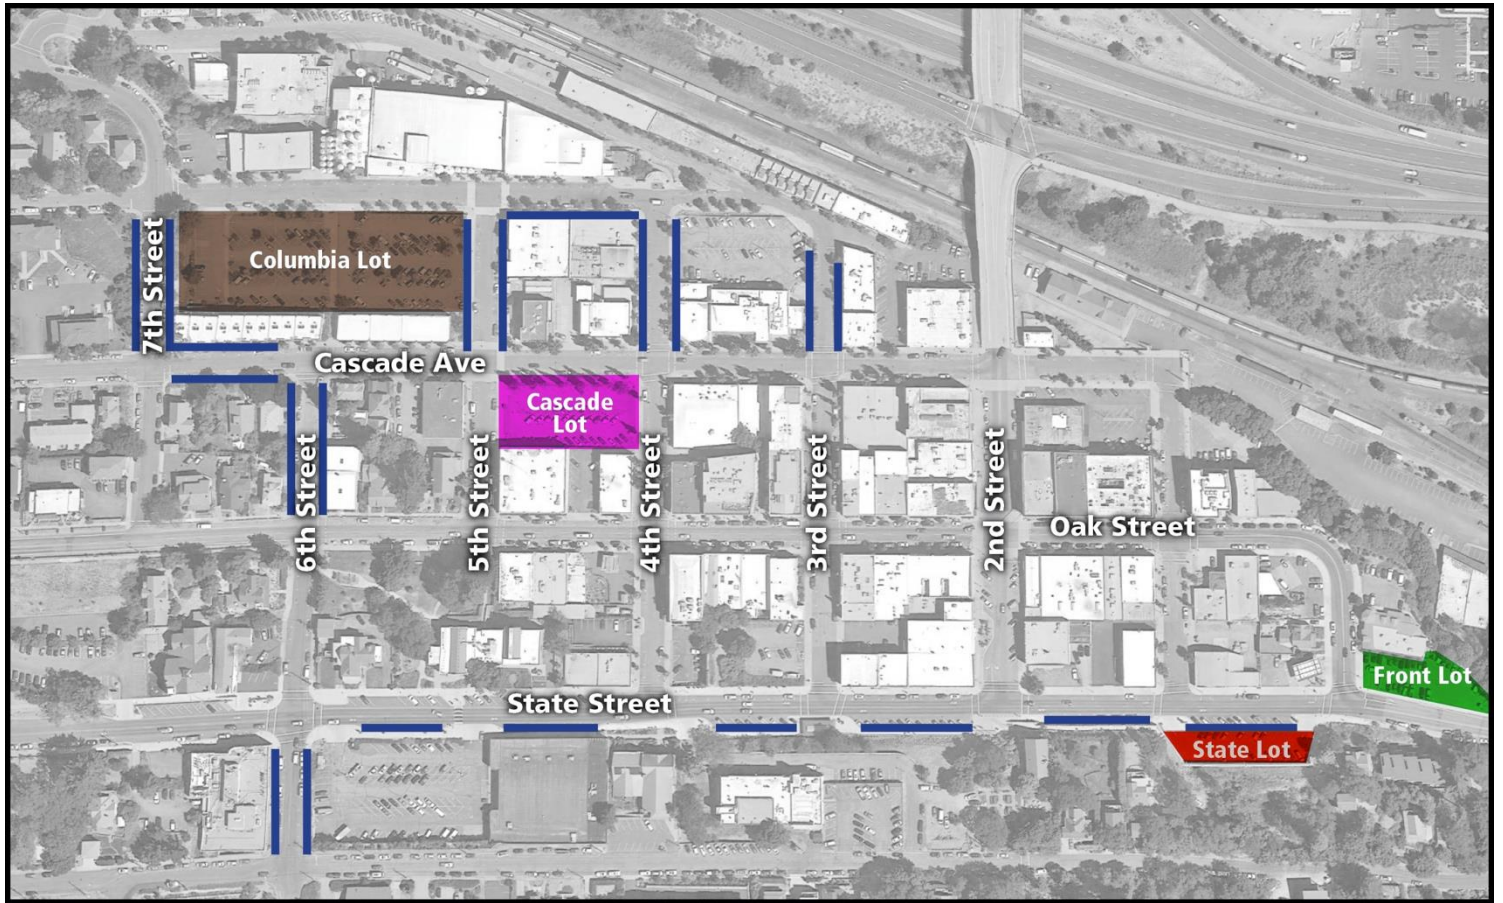 7th Street
Columbia Lot
Cascade Ave
Cascade
Lot
6th Street
5th Street
4th Street
3rd Street
2nd Street
Oak Street
State Street
Front Lot
State Lot